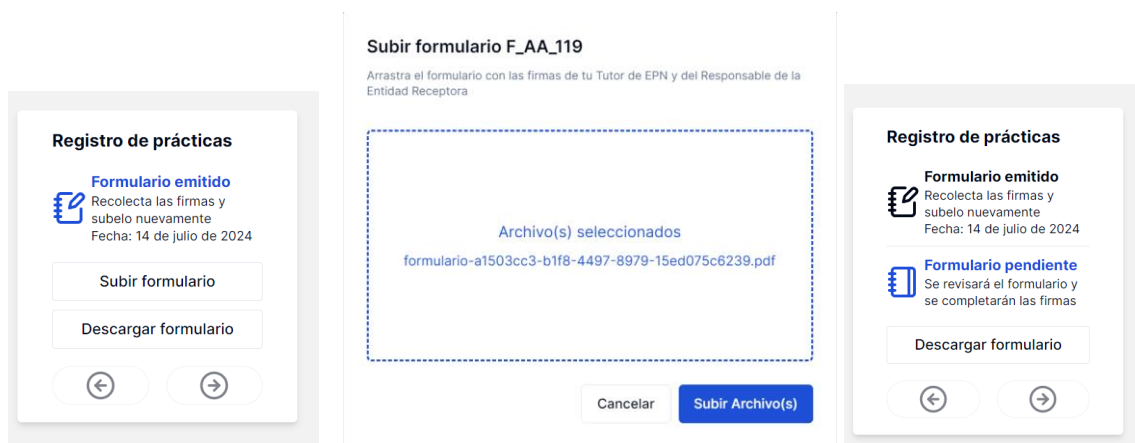 Registro de prácticas
Formulario emitido
Recolecta las firmas y
subelo nuevamente
Fecha: 14 de julio de 2024
Subir formulario
Descargar formulario
Subir formulario F_AA_119
Arrastra el formulario con las firmas de tu Tutor de EPN y del Responsable de la
Entidad Receptora
Archivo(s) seleccionados
formulario-a1503cc3-b1f8-4497-8979-15ed075c6239.pdf
Cancelar
Subir Archivo(s)
Registro de prácticas
Formulario emitido
Recolecta las firmas y
subelo nuevamente
Fecha: 14 de julio de 2024
Formulario pendiente
Se revisará el formulario y
se completarán las firmas
Descargar formulario